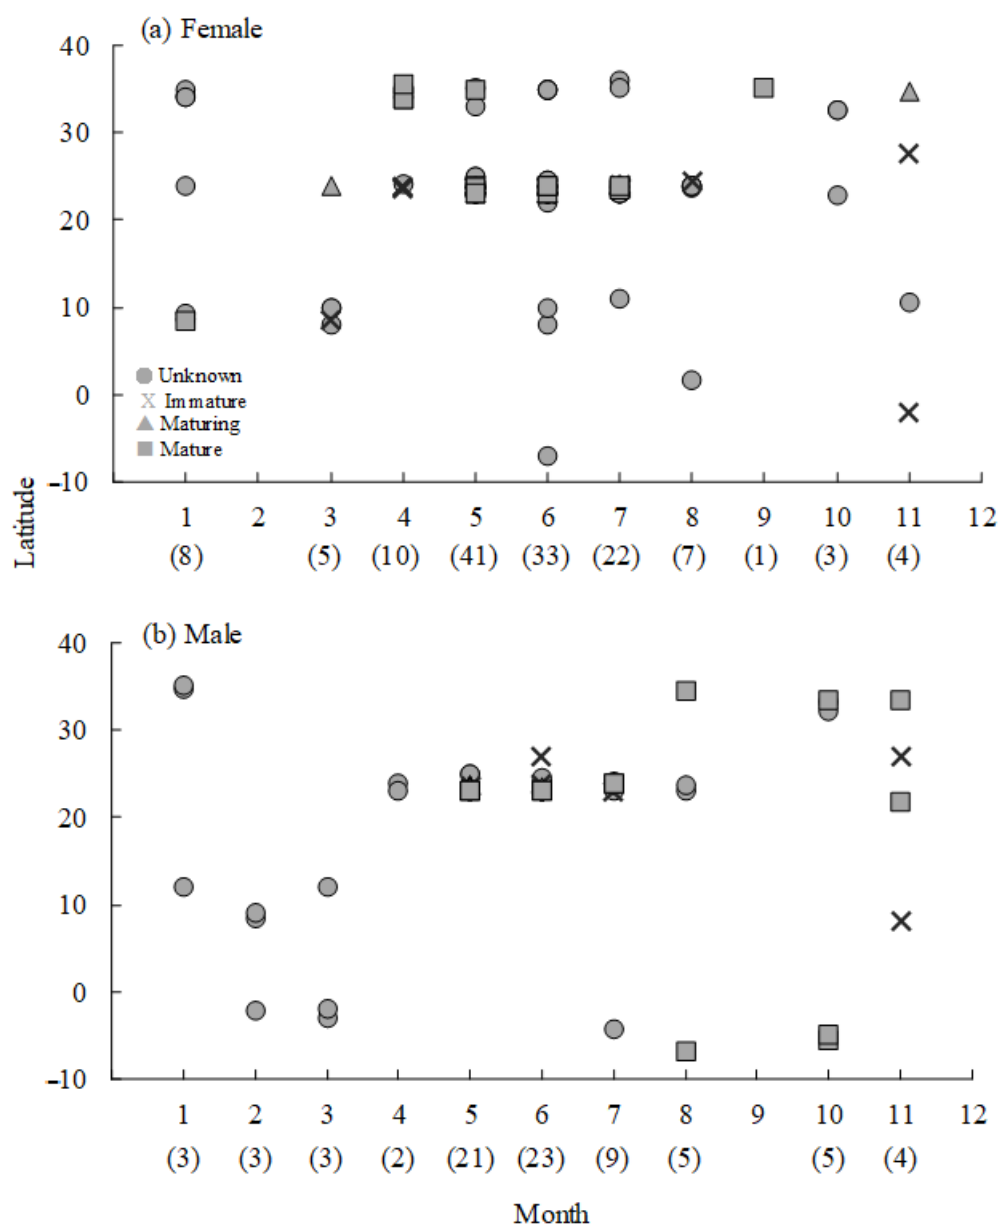 (a) Female
40
30
20
10
0
–10
Unknown
Immature
Maturing
Mature
Latitude
1 2 3 4 5 6 7 8 9 10 11 12
(8) (5) (10) (41) (33) (22) (7) (1) (3) (4)
(b) Male
40
30
20
10
0
–10
1 2 3 4 5 6 7 8 9 10 11 12
(3) (3) (3) (2) (21) (23) (9) (5) (5) (4)
Month